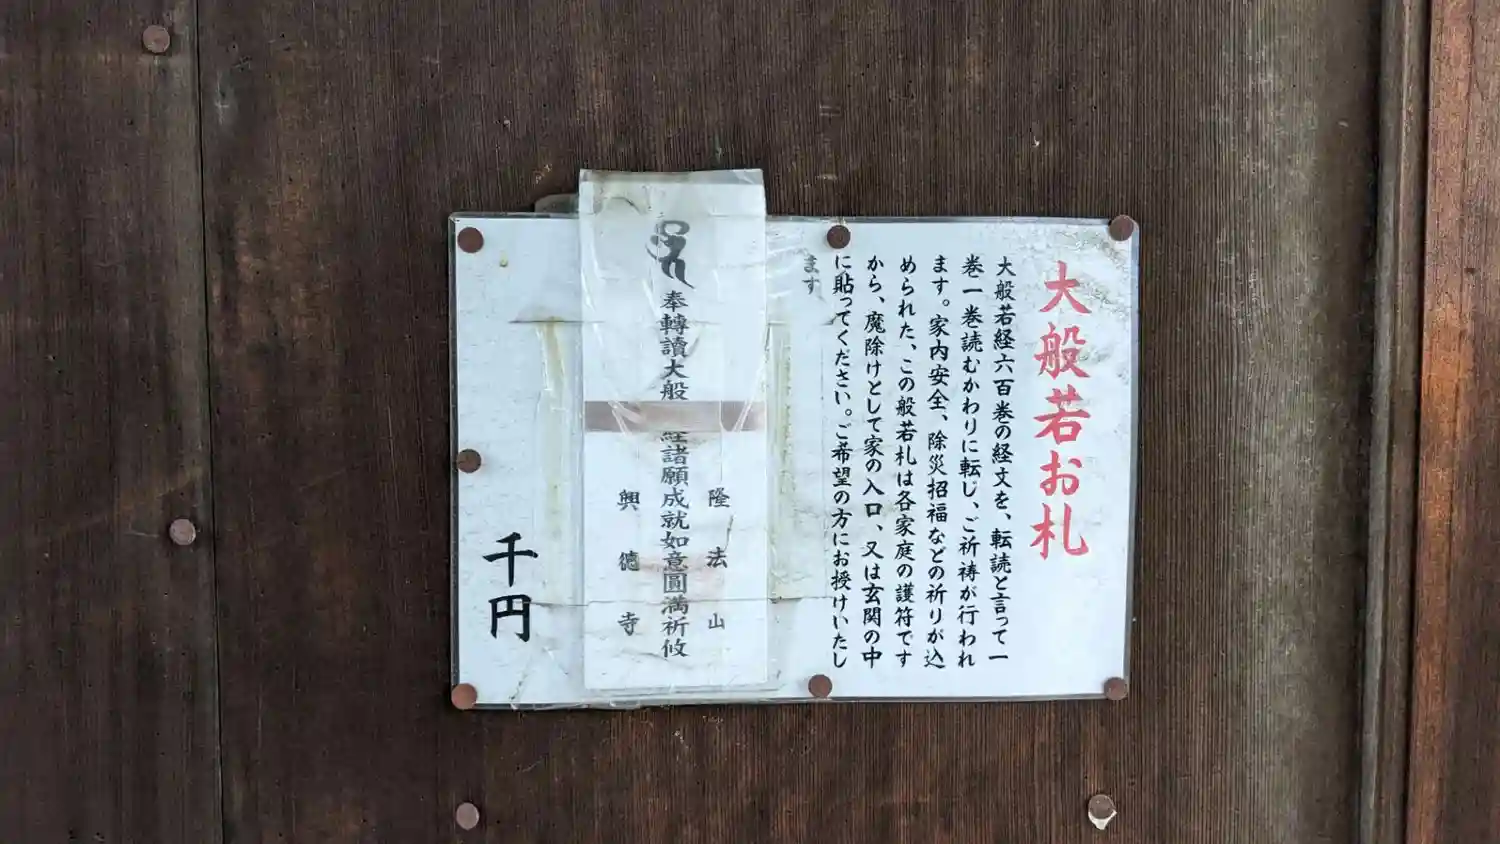 大般若お札
大般若経六百巻の経文を、転読と言って一
巻一巻読むかわりに転じ、ご祈祷が行われ
ます。家内安全、除災招福などの祈りが込
められた、この般若札は各家庭の護符です
から、魔除けとして家の入口、又は玄関の中
に貼ってください。ご希望の方にお授けいたし
ます
隆法山
奉轉讀大般 経諸願成就如意圓満祈攸
興德寺
千円